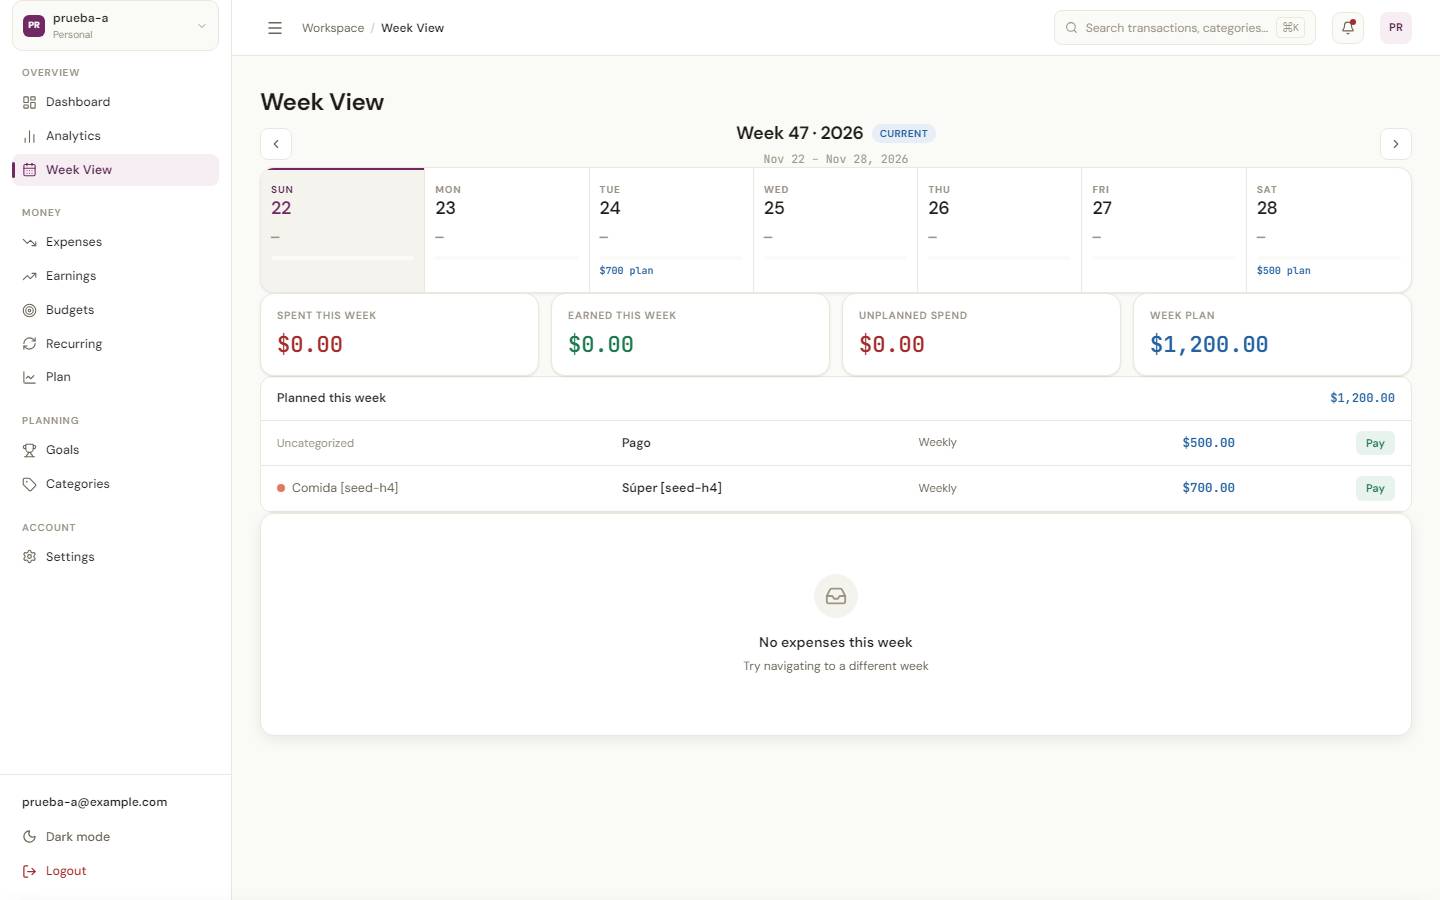 PR
prueba-a
Personal
OVERVIEW
Dashboard
Analytics
Week View
MONEY
Expenses
Earnings
Budgets
Recurring
Plan
PLANNING
Goals
Categories
ACCOUNT
Settings
prueba-a@example.com
Dark mode
Logout
Workspace / Week View
Search transactions, categories... ⌘K
PR
Week View
Week 47 · 2026 CURRENT
Nov 22 – Nov 28, 2026
SUN
22
–
MON
23
–
TUE
24
–
$700 plan
WED
25
–
THU
26
–
FRI
27
–
SAT
28
–
$500 plan
SPENT THIS WEEK
$0.00
EARNED THIS WEEK
$0.00
UNPLANNED SPEND
$0.00
WEEK PLAN
$1,200.00
Planned this week $1,200.00
Uncategorized Pago Weekly $500.00 Pay
Comida [seed-h4] Súper [seed-h4] Weekly $700.00 Pay
No expenses this week
Try navigating to a different week